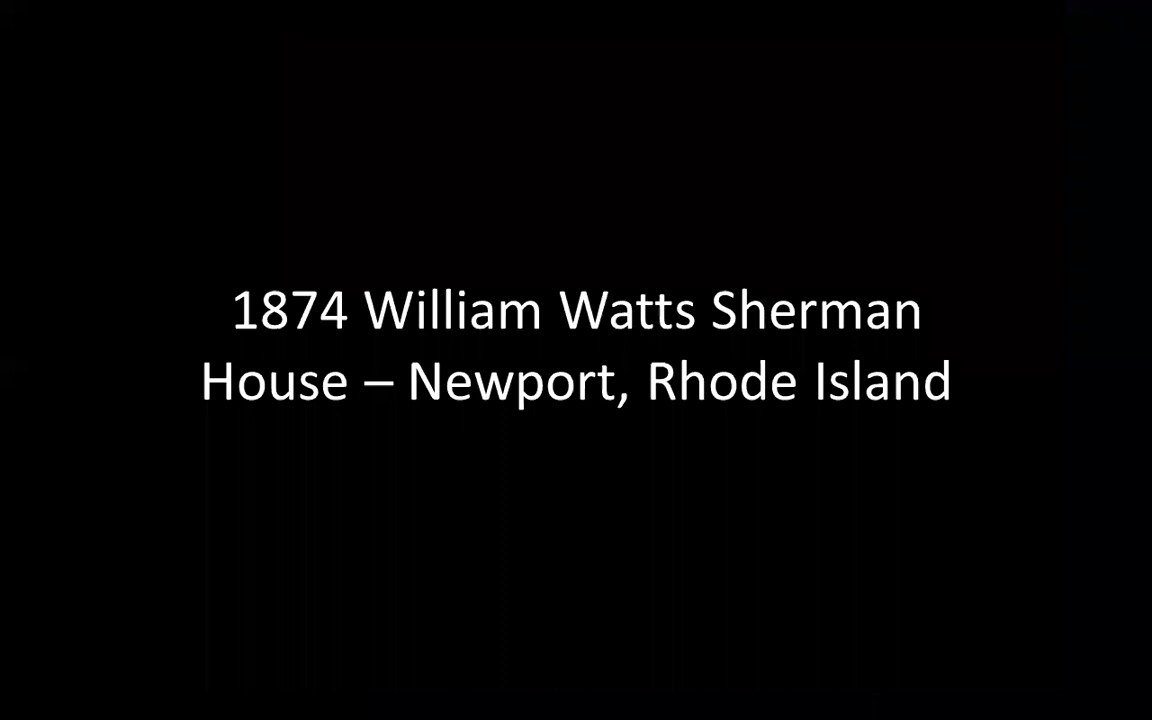 1874 William Watts Sherman
House – Newport, Rhode Island